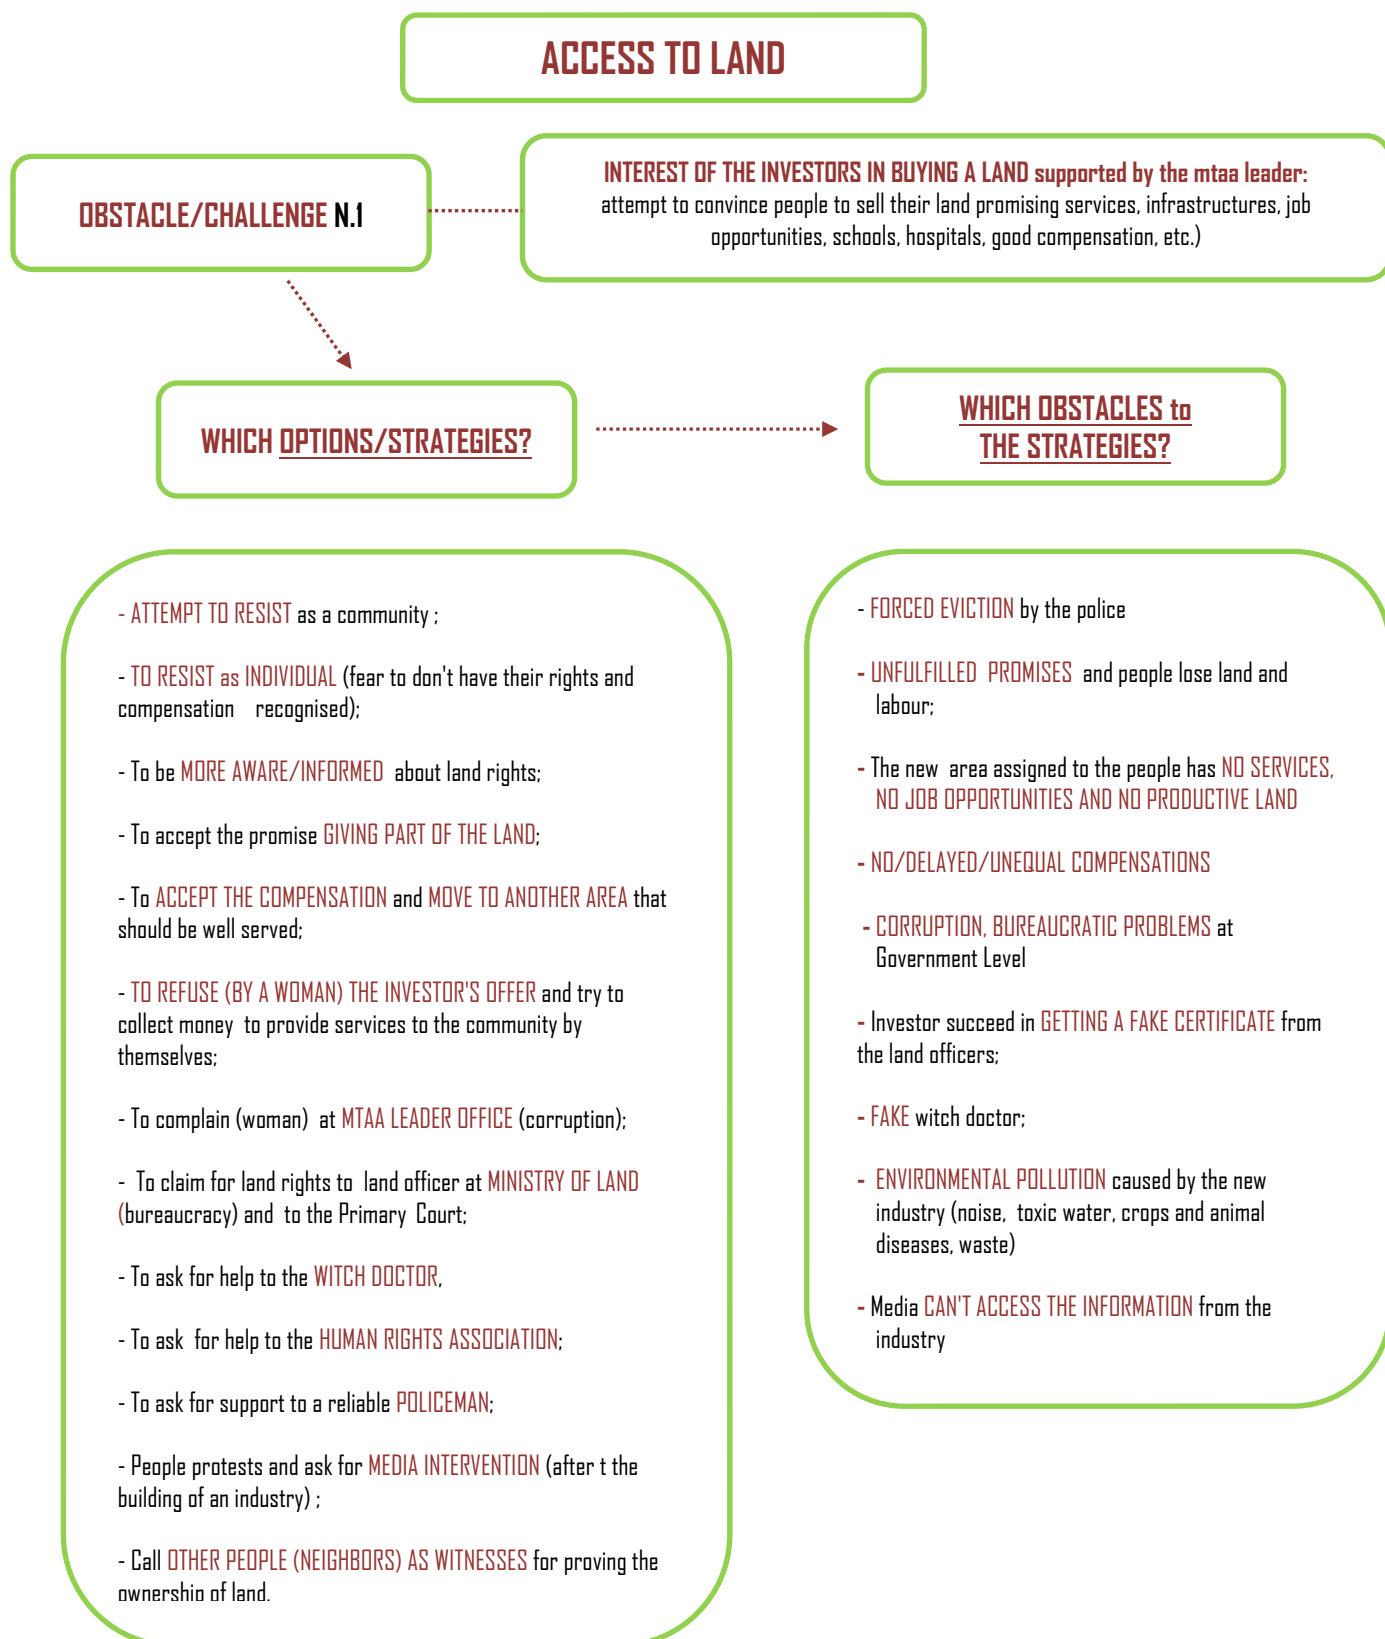 ACCESS TO LAND
OBSTACLE/CHALLENGE N.1
INTEREST OF THE INVESTORS IN BUYING A LAND supported by the mtaa leader:
attempt to convince people to sell their land promising services, infrastructures, job
opportunities, schools, hospitals, good compensation, etc.)
WHICH OPTIONS/STRATEGIES?
WHICH OBSTACLES to
THE STRATEGIES?
- ATTEMPT TO RESIST as a community ;
- TO RESIST as INDIVIDUAL (fear to don't have their rights and
compensation recognised);
- To be MORE AWARE/INFORMED about land rights;
- To accept the promise GIVING PART OF THE LAND;
- To ACCEPT THE COMPENSATION and MOVE TO ANOTHER AREA that
should be well served;
- TO REFUSE (BY A WOMAN) THE INVESTOR'S OFFER and try to
collect money to provide services to the community by
themselves;
- To complain (woman) at MTAA LEADER OFFICE (corruption);
- To claim for land rights to land officer at MINISTRY OF LAND
(bureaucracy) and to the Primary Court;
- To ask for help to the WITCH DOCTOR,
- To ask for help to the HUMAN RIGHTS ASSOCIATION;
- To ask for support to a reliable POLICEMAN;
- People protests and ask for MEDIA INTERVENTION (after t the
building of an industry) ;
- Call OTHER PEOPLE (NEIGHBORS) AS WITNESSES for proving the
ownership of land.
- FORCED EVICTION by the police
- UNFULFILLED PROMISES and people lose land and
labour;
- The new area assigned to the people has NO SERVICES,
NO JOB OPPORTUNITIES AND NO PRODUCTIVE LAND
- NO/DELAYED/UNEQUAL COMPENSATIONS
- CORRUPTION, BUREAUCRATIC PROBLEMS at
Government Level
- Investor succeed in GETTING A FAKE CERTIFICATE from
the land officers;
- FAKE witch doctor;
- ENVIRONMENTAL POLLUTION caused by the new
industry (noise, toxic water, crops and animal
diseases, waste)
- Media CAN'T ACCESS THE INFORMATION from the
industry